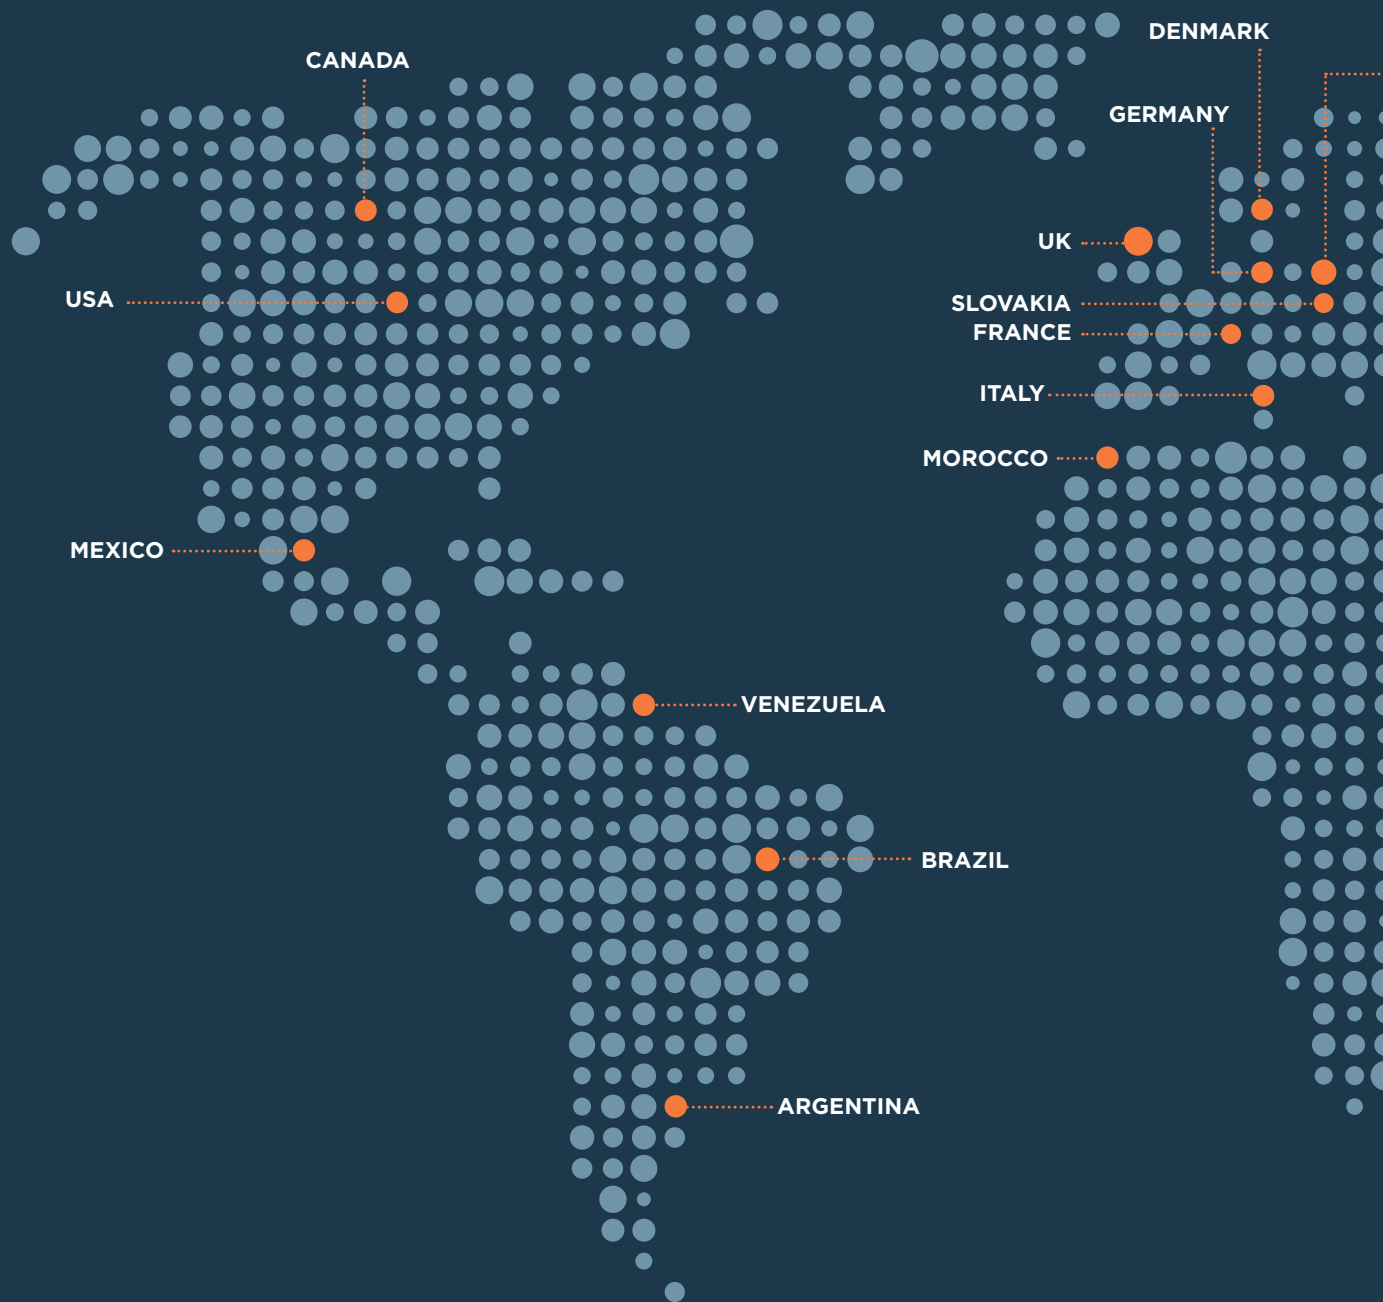 DENMARK
CANADA
GERMANY
UK
USA
SLOVAKIA
FRANCE
ITALY
MOROCCO
MEXICO
VENEZUELA
BRAZIL
ARGENTINA